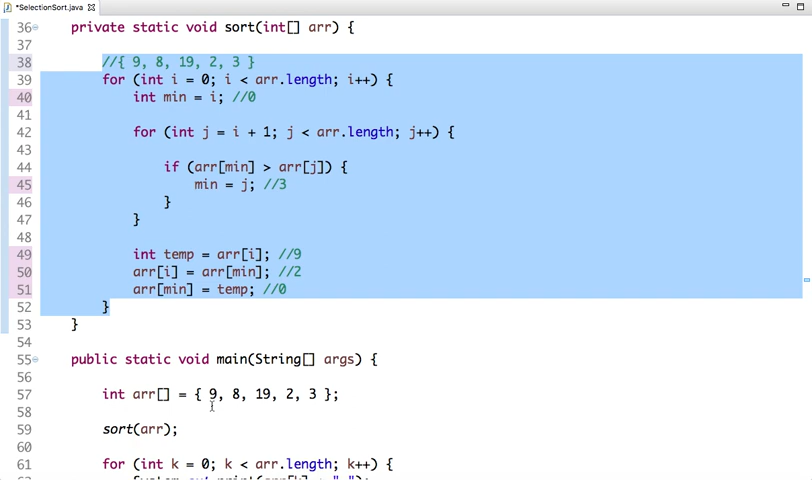 *SelectionSort.java
36 private static void sort(int[] arr) {
37
38 //{ 9, 8, 19, 2, 3 }
39 for (int i = 0; i < arr.length; i++) {
40 int min = i; //0
41
42 for (int j = i + 1; j < arr.length; j++) {
43
44 if (arr[min] > arr[j]) {
45 min = j; //3
46 }
47 }
48
49 int temp = arr[i]; //9
50 arr[i] = arr[min]; //2
51 arr[min] = temp; //0
52 }
53 }
54
55 public static void main(String[] args) {
56
57 int arr[] = { 9, 8, 19, 2, 3 };
58
59 sort(arr);
60
61 for (int k = 0; k < arr.length; k++) {